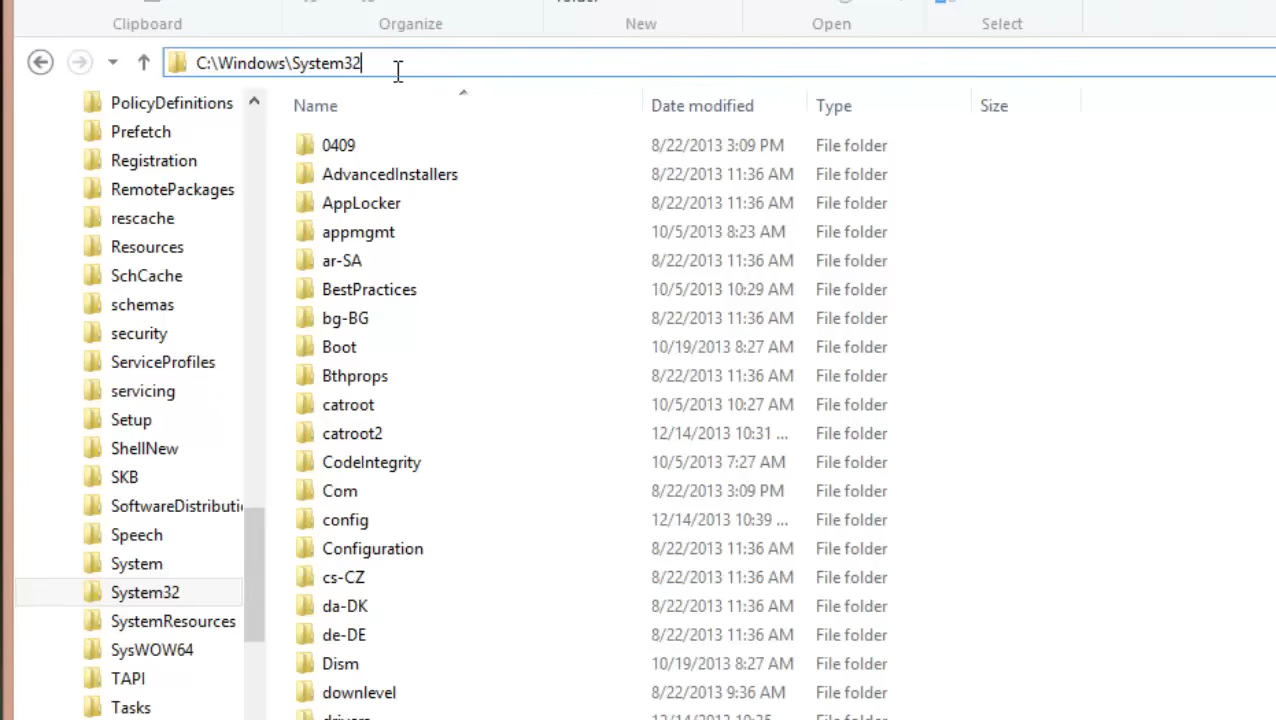 Clipboard
Organize
New
Open
Select
C:\Windows\System32
Name
Date modified
Type
Size
PolicyDefinitions
Prefetch
Registration
RemotePackages
rescache
Resources
SchCache
schemas
security
ServiceProfiles
servicing
Setup
ShellNew
SKB
SoftwareDistributi
Speech
System
System32
SystemResources
SysWOW64
TAPI
Tasks
0409 8/22/2013 3:09 PM File folder
AdvancedInstallers 8/22/2013 11:36 AM File folder
AppLocker 8/22/2013 11:36 AM File folder
appmgmt 10/5/2013 8:23 AM File folder
ar-SA 8/22/2013 11:36 AM File folder
BestPractices 10/5/2013 10:29 AM File folder
bg-BG 8/22/2013 11:36 AM File folder
Boot 10/19/2013 8:27 AM File folder
Bthprops 8/22/2013 11:36 AM File folder
catroot 10/5/2013 10:27 AM File folder
catroot2 12/14/2013 10:31 ... File folder
CodeIntegrity 10/5/2013 7:27 AM File folder
Com 8/22/2013 3:09 PM File folder
config 12/14/2013 10:39 ... File folder
Configuration 8/22/2013 11:36 AM File folder
cs-CZ 8/22/2013 11:36 AM File folder
da-DK 8/22/2013 11:36 AM File folder
de-DE 8/22/2013 11:36 AM File folder
Dism 10/19/2013 8:27 AM File folder
downlevel 8/22/2013 9:36 AM File folder